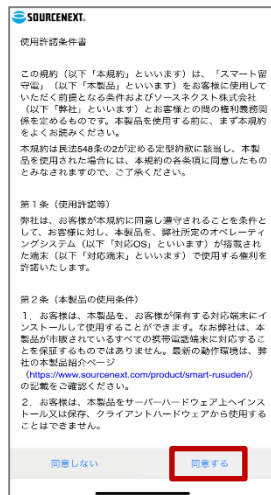 SOURCENEXT.
使用許諾条件書
この規約(以下「本規約」といいます)は、「スマート留
守電」(以下「本製品」といいます)をお客様に使用して
いただく前提となる条件およびソースネクスト株式会社
(以下「弊社」といいます)とお客様との間の権利義務関
係を定めるものです。本製品を使用する前に、まず本規約
をよくお読みください。
本規約は民法548条の2が定める定型約款に該当し、本製
品を使用された場合には、本規約の各条項に同意したもの
とみなされますので、ご了承ください。
第1条(使用許諾等)
弊社は、お客様が本規約に同意し遵守されることを条件と
して、お客様に対し、本製品を、弊社所定のオペレーティ
ングシステム(以下「対応OS」といいます)が搭載され
た端末(以下「対応端末」といいます)で使用する権利を
許諾いたします。
第2条(本製品の使用条件)
1.お客様は、本製品を、お客様が保有する対応端末にイ
ンストールして使用することができます。なお弊社は、本
製品が市販されているすべての携帯電話端末に対応するこ
とを保証するものではありません。最新の動作環境は、弊
社の本製品紹介ページ
(https://www.sourcenext.com/product/smart-rusuden/)
の記載をご確認ください。
2.お客様は、本製品をサーバーハードウェア上へインス
トール又は保存、クライアントハードウェアから使用する
ことはできません。
同意しない
同意する